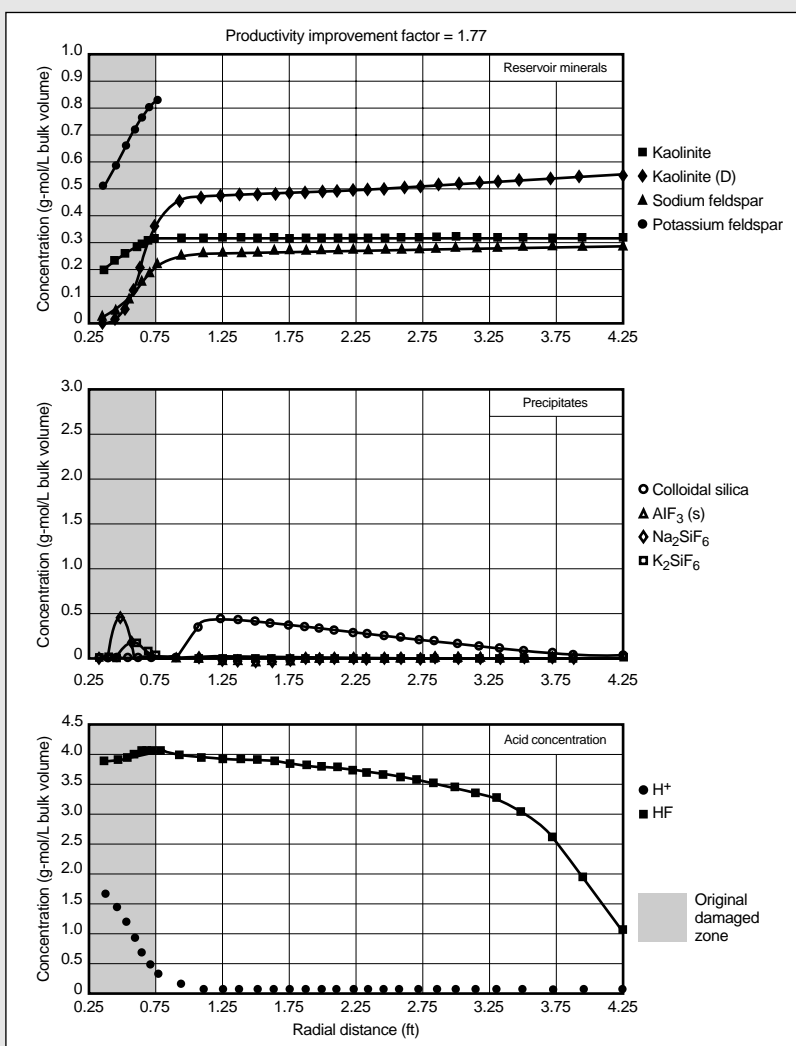 Productivity improvement factor = 1.77
Reservoir minerals
Concentration (g-mol/L bulk volume)
1.0
0.9
0.8
0.7
0.6
0.5
0.4
0.3
0.2
0.1
0
0.25 0.75 1.25 1.75 2.25 2.75 3.25 3.75 4.25
Kaolinite
Kaolinite (D)
Sodium feldspar
Potassium feldspar
Precipitates
Concentration (g-mol/L bulk volume)
3.0
2.5
2.0
1.5
1.0
0.5
0
0.25 0.75 1.25 1.75 2.25 2.75 3.25 3.75 4.25
Colloidal silica
AlF3 (s)
Na2SiF6
K2SiF6
Acid concentration
Concentration (g-mol/L bulk volume)
4.5
4.0
3.5
3.0
2.5
2.0
1.5
1.0
0.5
0
0.25 0.75 1.25 1.75 2.25 2.75 3.25 3.75 4.25
Radial distance (ft)
H+
HF
Original
damaged
zone